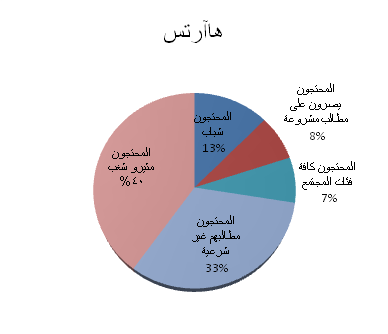 هاآرتس
المحتجون
يصرون على
مطالب مشروعة
8%
المحتجون
شباب
13%
المحتجون كافة
فئات المجتمع
7%
المحتجون
مثيرو شغب
٤٠%
المحتجون
مطالبهم غير
شرعية
33%